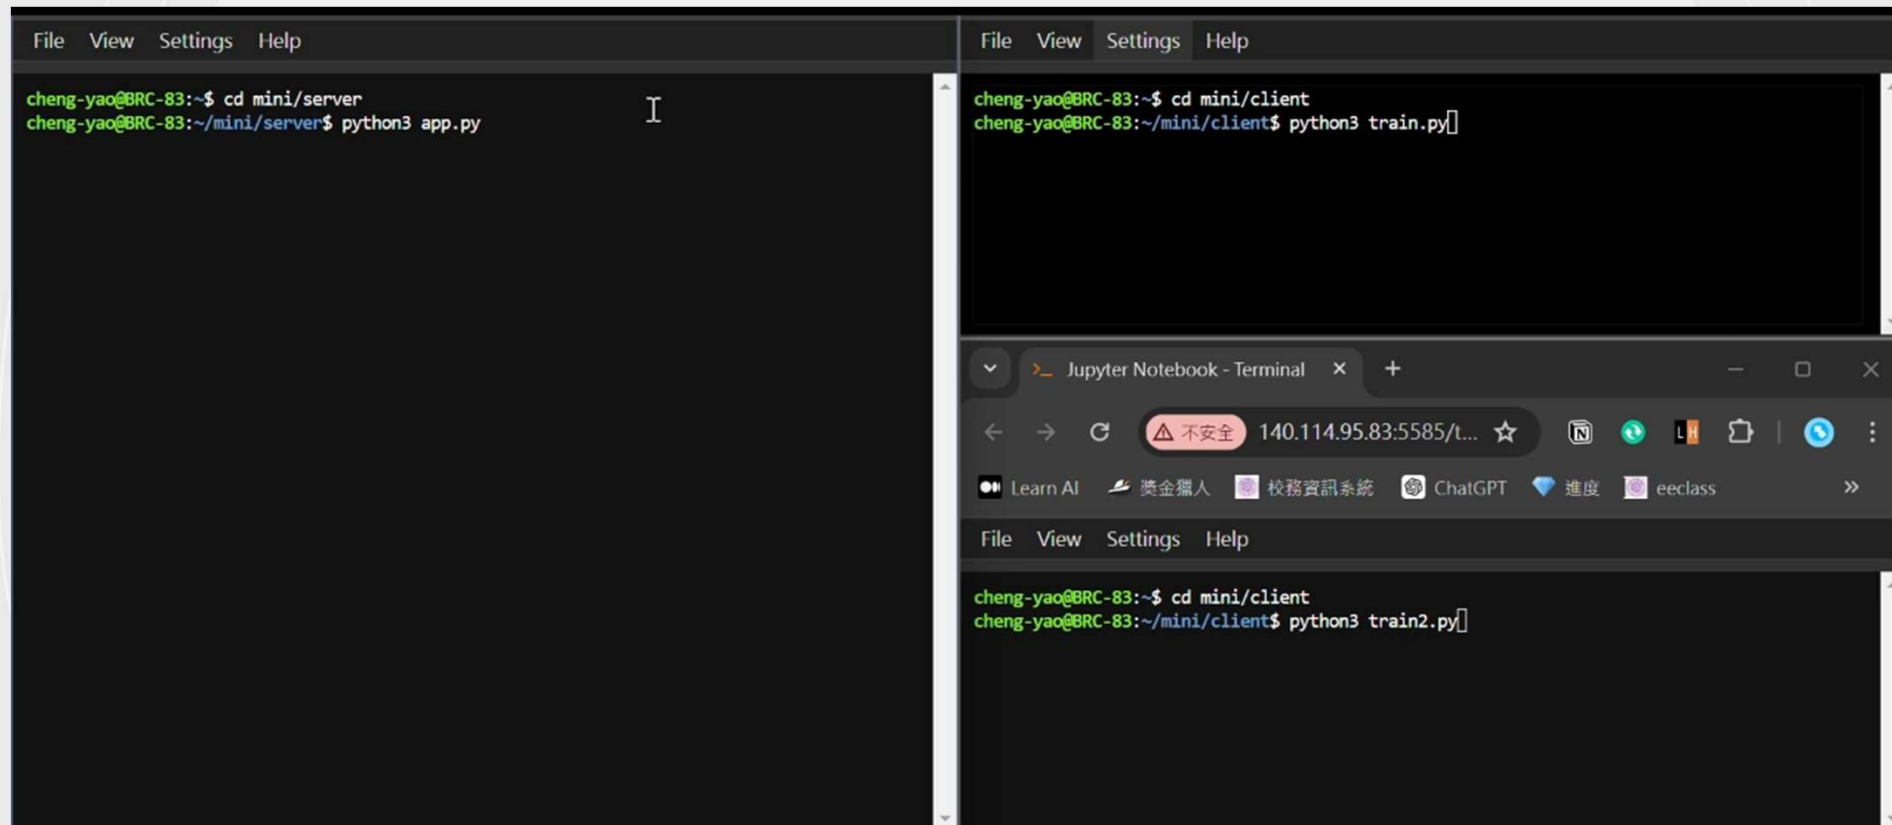 File View Settings Help
cheng-yao@BRC-83:~$ cd mini/server
cheng-yao@BRC-83:~/mini/server$ python3 app.py
File View Settings Help
cheng-yao@BRC-83:~$ cd mini/client
cheng-yao@BRC-83:~/mini/client$ python3 train.py
>_ Jupyter Notebook - Terminal
不安全 140.114.95.83:5585/t...
Learn AI 獎金獵人 校務資訊系統 ChatGPT 進度 eeclass
File View Settings Help
cheng-yao@BRC-83:~$ cd mini/client
cheng-yao@BRC-83:~/mini/client$ python3 train2.py